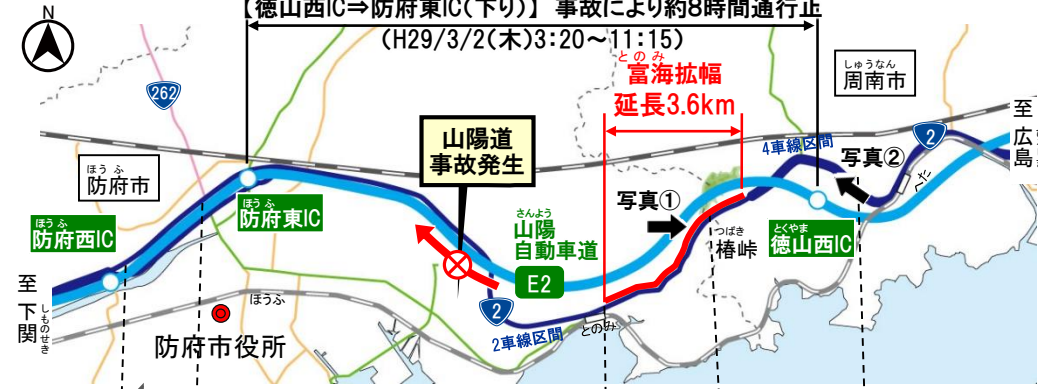 【徳山西IC⇒防府東IC(下り)】 事故により約8時間通行止
(H29/3/2(木)3:20～11:15)
N
262
とのみ
富海拡幅
延長3.6km
しゅうなん
周南市
至
広島
2
4車線区間
写真②
へた
山陽道
事故発生
ほうふ
防府市
ほうふ
防府東IC
ほうふ
防府西IC
写真①
さんよう
山陽
自動車道
E2
つばき
椿峠
とくやま
徳山西IC
至
下関
しものせき
ほうふ
防府市役所
2
2車線区間
とのみ